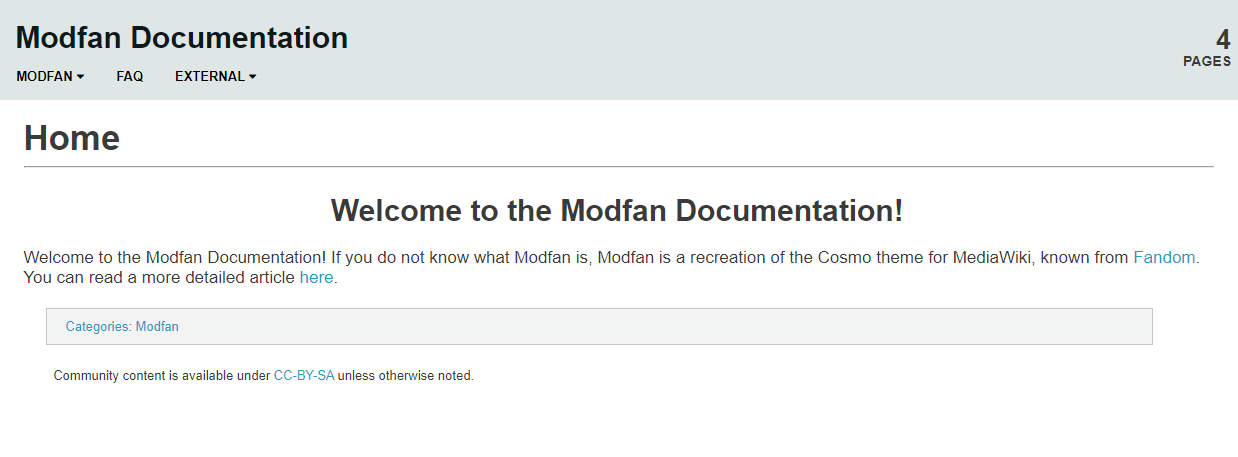 Modfan Documentation
4
PAGES
MODFAN FAQ EXTERNAL
Home
Welcome to the Modfan Documentation!
Welcome to the Modfan Documentation! If you do not know what Modfan is, Modfan is a recreation of the Cosmo theme for MediaWiki, known from Fandom.
You can read a more detailed article here.
Categories: Modfan
Community content is available under CC-BY-SA unless otherwise noted.